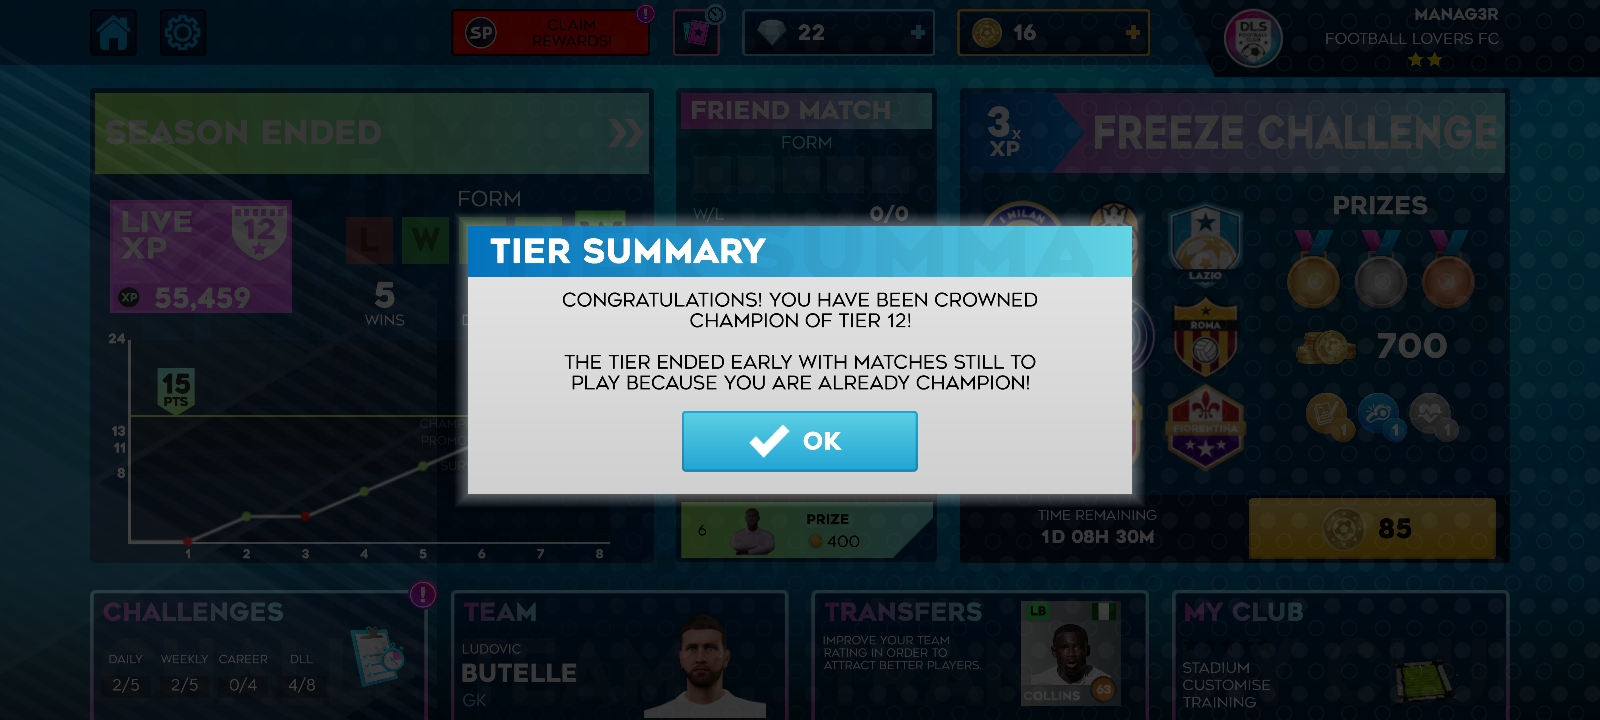 SP
CLAIM
REWARDS!
!
22
+
16
+
DLS
MANAG3R
FOOTBALL LOVERS FC
SEASON ENDED
FORM
LIVE
XP
12
XP 55,459
L
W
5
WINS
24
15
PTS
13
11
8
1 2 3 4 5 6 7 8
FRIEND MATCH
FORM
W/L
0/0
6
PRIZE
400
3X
XP
FREEZE CHALLENGE
MILAN
LAZIO
ROMA
FIORENTINA
PRIZES
700
1
1
1
TIME REMAINING
1D 08H 30M
85
TIER SUMMARY
CONGRATULATIONS! YOU HAVE BEEN CROWNED
CHAMPION OF TIER 12!
THE TIER ENDED EARLY WITH MATCHES STILL TO
PLAY BECAUSE YOU ARE ALREADY CHAMPION!
OK
CHALLENGES
!
DAILY WEEKLY CAREER DLL
2/5 2/5 0/4 4/8
TEAM
LUDOVIC
BUTELLE
GK
TRANSFERS
IMPROVE YOUR TEAM
RATING IN ORDER TO
ATTRACT BETTER PLAYERS.
LB
COLLINS
63
MY CLUB
STADIUM
CUSTOMISE
TRAINING